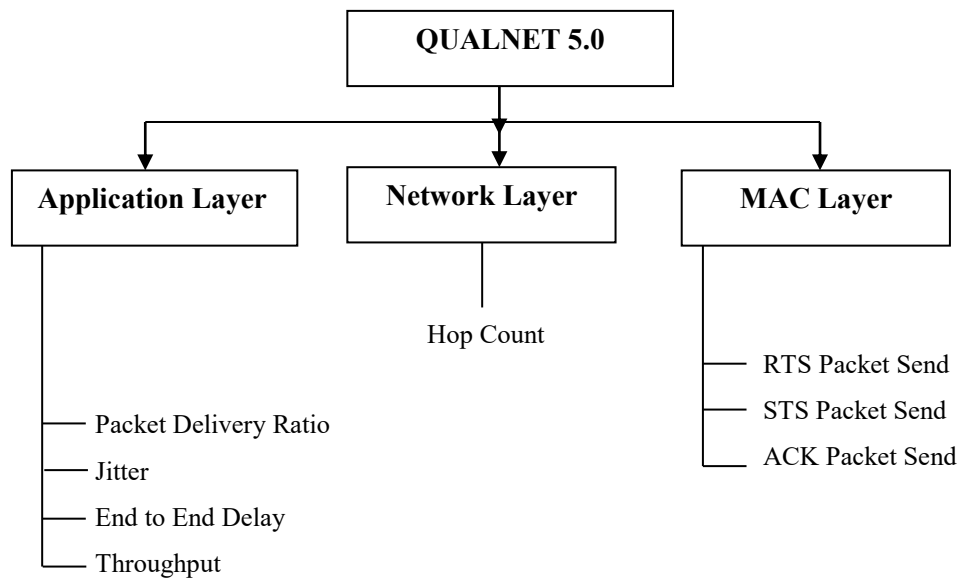 QUALNET 5.0
Application Layer
Network Layer
MAC Layer
Hop Count
RTS Packet Send
STS Packet Send
ACK Packet Send
Packet Delivery Ratio
Jitter
End to End Delay
Throughput